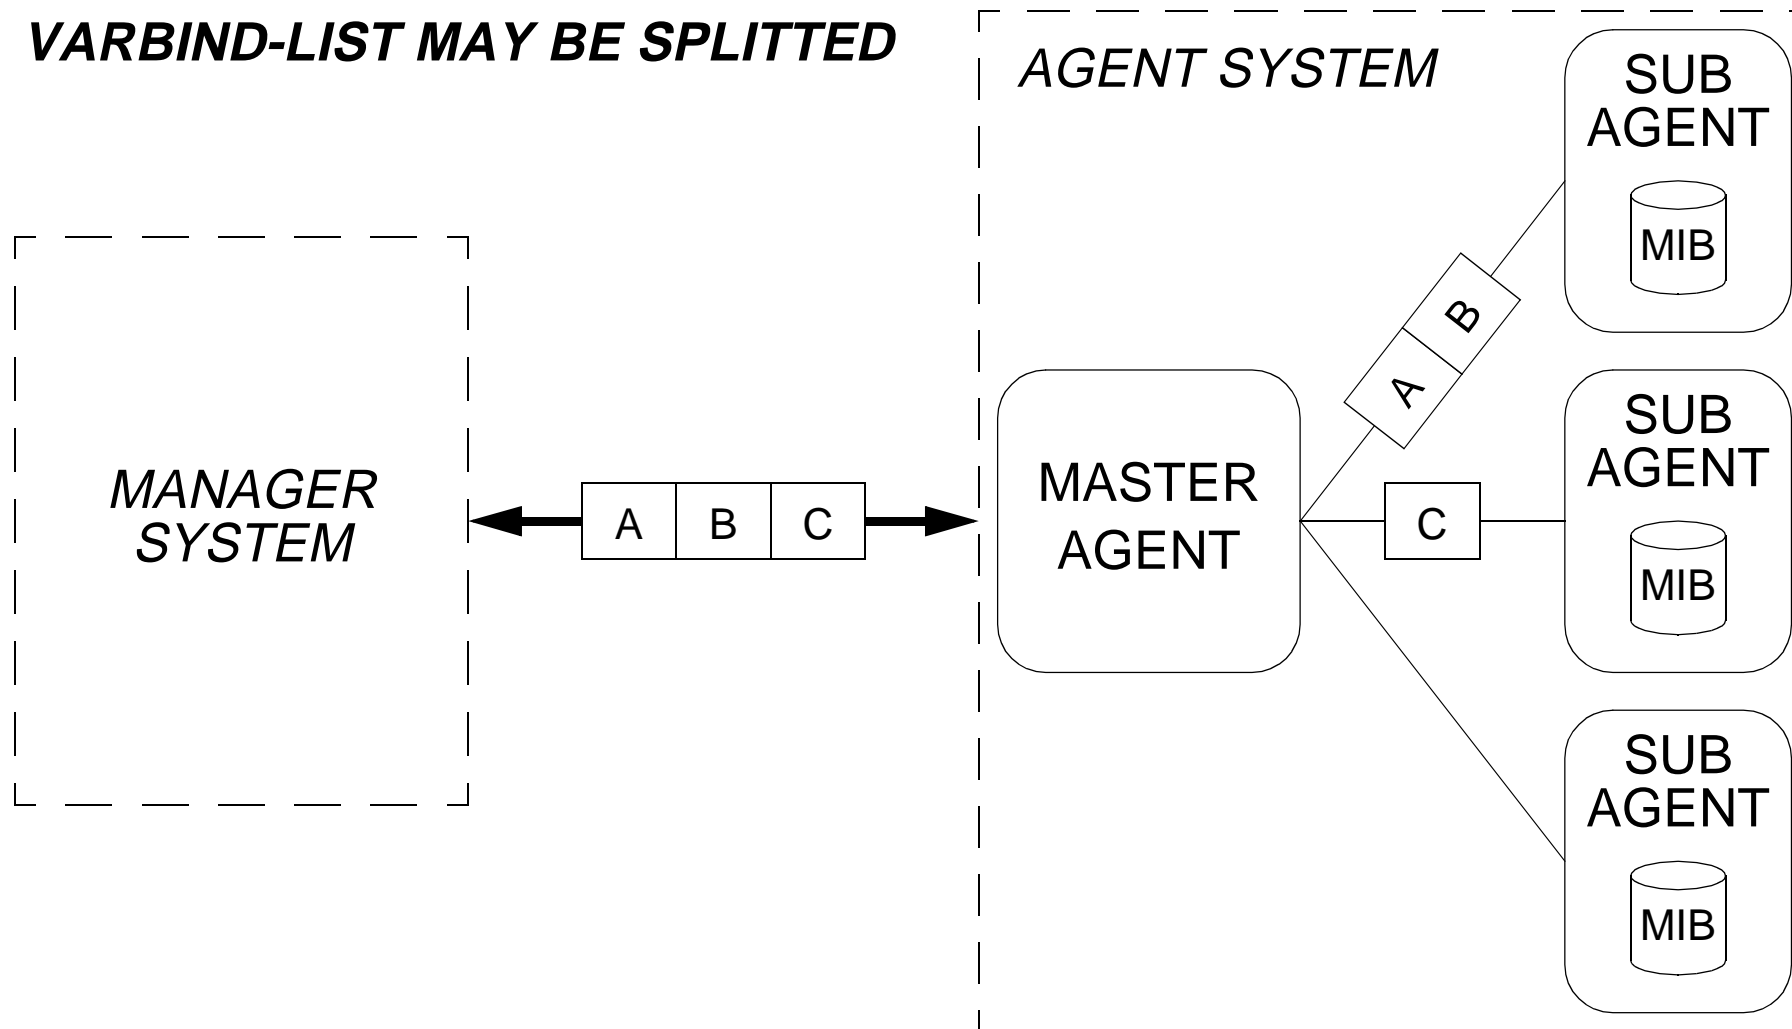 VARBIND-LIST MAY BE SPLITTED
AGENT SYSTEM
MANAGER
SYSTEM
A B C
MASTER
AGENT
A B
C
SUB
AGENT
MIB
SUB
AGENT
MIB
SUB
AGENT
MIB